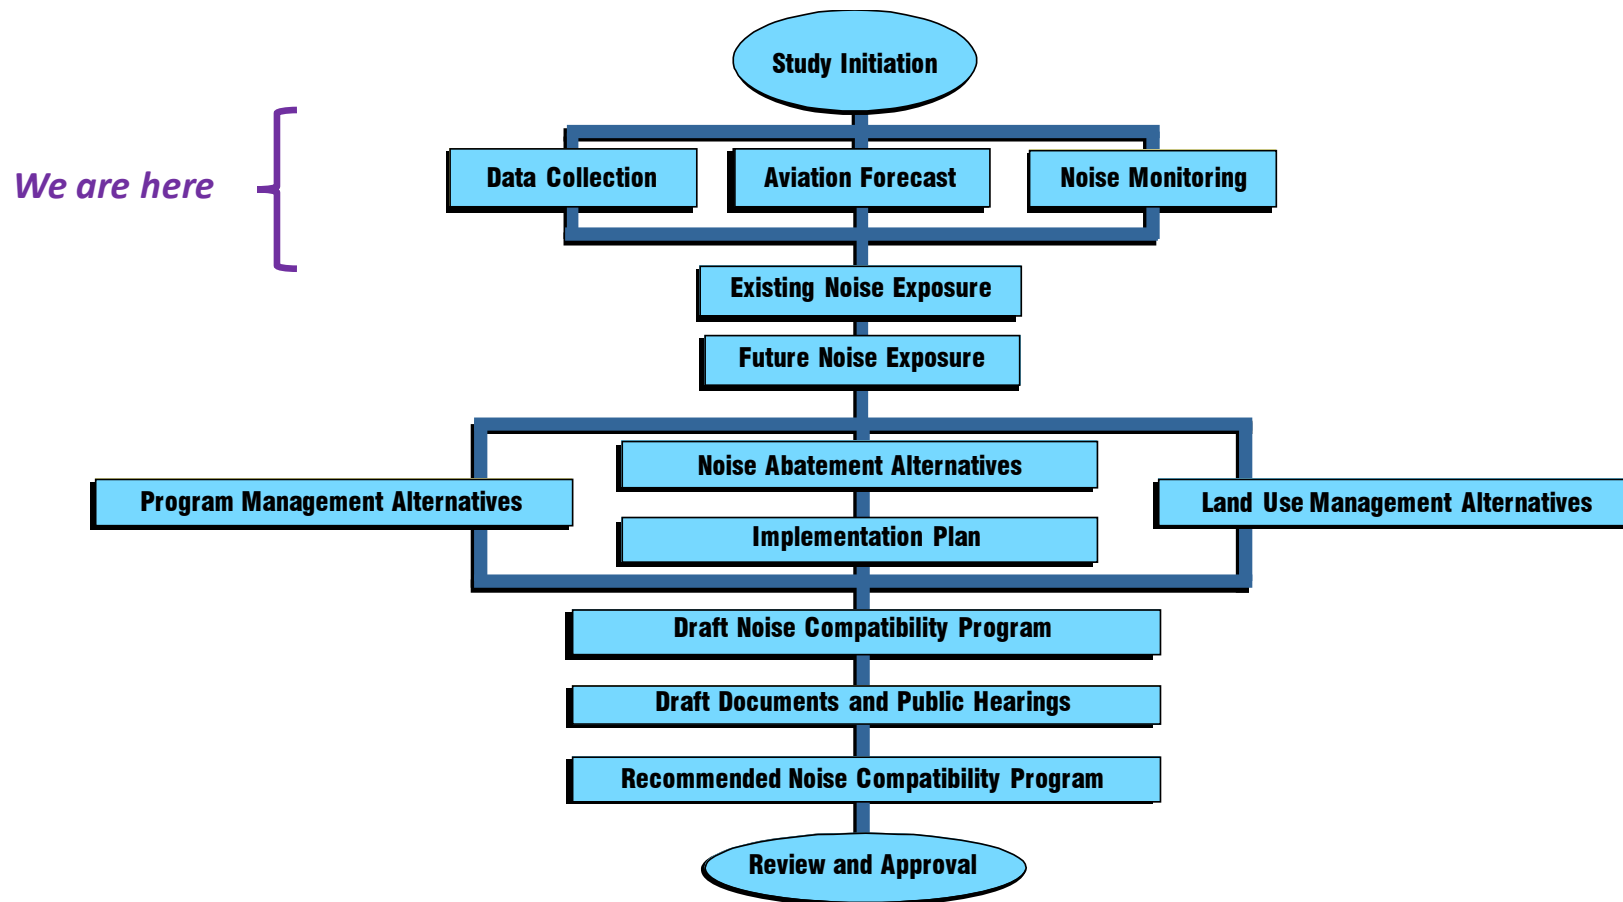 Study Initiation
We are here
Data Collection
Aviation Forecast
Noise Monitoring
Existing Noise Exposure
Future Noise Exposure
Noise Abatement Alternatives
Program Management Alternatives
Land Use Management Alternatives
Implementation Plan
Draft Noise Compatibility Program
Draft Documents and Public Hearings
Recommended Noise Compatibility Program
Review and Approval